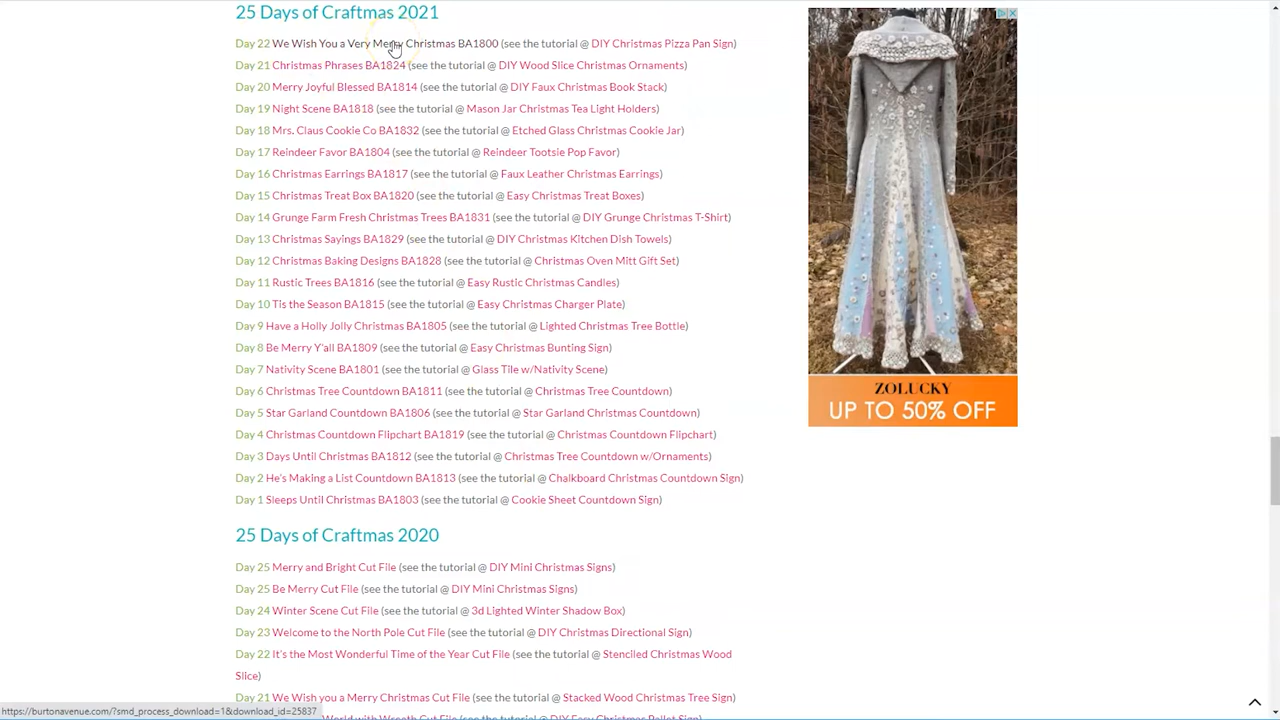 25 Days of Craftmas 2021
Day 22 We Wish You a Very Merry Christmas BA1800 (see the tutorial @ DIY Christmas Pizza Pan Sign)
Day 21 Christmas Phrases BA1824 (see the tutorial @ DIY Wood Slice Christmas Ornaments)
Day 20 Merry Joyful Blessed BA1814 (see the tutorial @ DIY Faux Christmas Book Stack)
Day 19 Night Scene BA1818 (see the tutorial @ Mason Jar Christmas Tea Light Holders)
Day 18 Mrs. Claus Cookie Co BA1832 (see the tutorial @ Etched Glass Christmas Cookie Jar)
Day 17 Reindeer Favor BA1804 (see the tutorial @ Reindeer Tootsie Pop Favor)
Day 16 Christmas Earrings BA1817 (see the tutorial @ Faux Leather Christmas Earrings)
Day 15 Christmas Treat Box BA1820 (see the tutorial @ Easy Christmas Treat Boxes)
Day 14 Grunge Farm Fresh Christmas Trees BA1831 (see the tutorial @ DIY Grunge Christmas T-Shirt)
Day 13 Christmas Sayings BA1829 (see the tutorial @ DIY Christmas Kitchen Dish Towels)
Day 12 Christmas Baking Designs BA1828 (see the tutorial @ Christmas Oven Mitt Gift Set)
Day 11 Rustic Trees BA1816 (see the tutorial @ Easy Rustic Christmas Candles)
Day 10 Tis the Season BA1815 (see the tutorial @ Easy Christmas Charger Plate)
Day 9 Have a Holly Jolly Christmas BA1805 (see the tutorial @ Lighted Christmas Tree Bottle)
Day 8 Be Merry Y'all BA1809 (see the tutorial @ Easy Christmas Bunting Sign)
Day 7 Nativity Scene BA1801 (see the tutorial @ Glass Tile w/Nativity Scene)
Day 6 Christmas Tree Countdown BA1811 (see the tutorial @ Christmas Tree Countdown)
Day 5 Star Garland Countdown BA1806 (see the tutorial @ Star Garland Christmas Countdown)
Day 4 Christmas Countdown Flipchart BA1819 (see the tutorial @ Christmas Countdown Flipchart)
Day 3 Days Until Christmas BA1812 (see the tutorial @ Christmas Tree Countdown w/Ornaments)
Day 2 He's Making a List Countdown BA1813 (see the tutorial @ Chalkboard Christmas Countdown Sign)
Day 1 Sleeps Until Christmas BA1803 (see the tutorial @ Cookie Sheet Countdown Sign)
25 Days of Craftmas 2020
Day 25 Merry and Bright Cut File (see the tutorial @ DIY Mini Christmas Signs)
Day 25 Be Merry Cut File (see the tutorial @ DIY Mini Christmas Signs)
Day 24 Winter Scene Cut File (see the tutorial @ 3d Lighted Winter Shadow Box)
Day 23 Welcome to the North Pole Cut File (see the tutorial @ DIY Christmas Directional Sign)
Day 22 It's the Most Wonderful Time of the Year Cut File (see the tutorial @ Stenciled Christmas Wood
Slice)
Day 21 We Wish you a Merry Christmas Cut File (see the tutorial @ Stacked Wood Christmas Tree Sign)
World with Wreath Cut File (see the tutorial @ DIY Easy Christmas Pallet Sign)
https://burtonavenue.com/?smd_process_download=1&download_id=25837
ZOLUCKY
UP TO 50% OFF